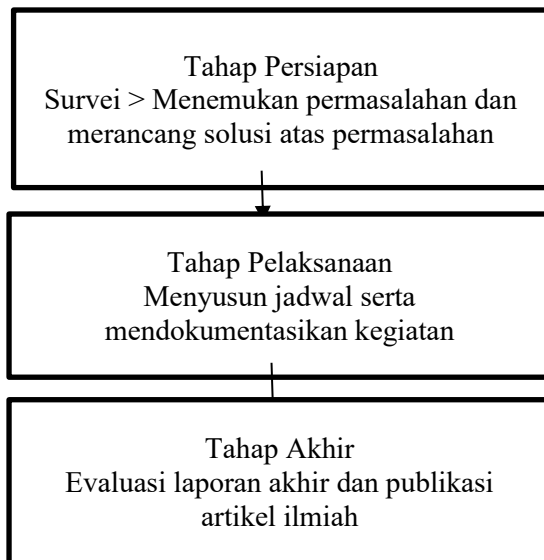 Tahap Persiapan
Survei > Menemukan permasalahan dan
merancang solusi atas permasalahan
Tahap Pelaksanaan
Menyusun jadwal serta
mendokumentasikan kegiatan
Tahap Akhir
Evaluasi laporan akhir dan publikasi
artikel ilmiah